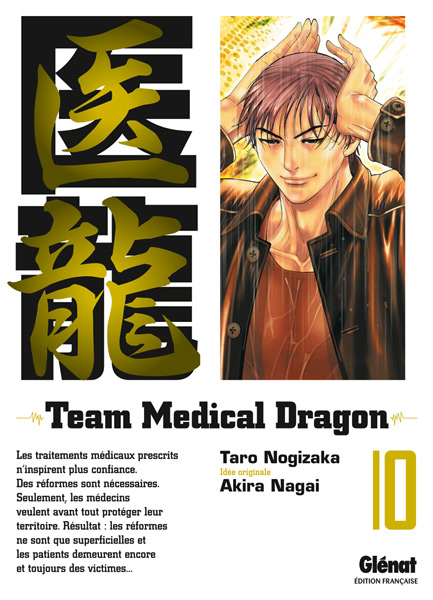 医
龍
Team Medical Dragon
Les traitements médicaux prescrits
n'inspirent plus confiance.
Des réformes sont nécessaires.
Seulement, les médecins
veulent avant tout protéger leur
territoire. Résultat : les réformes
ne sont que superficielles et
les patients demeurent encore
et toujours des victimes...
Taro Nogizaka
Idée originale
Akira Nagai
10
Glénat
ÉDITION FRANÇAISE